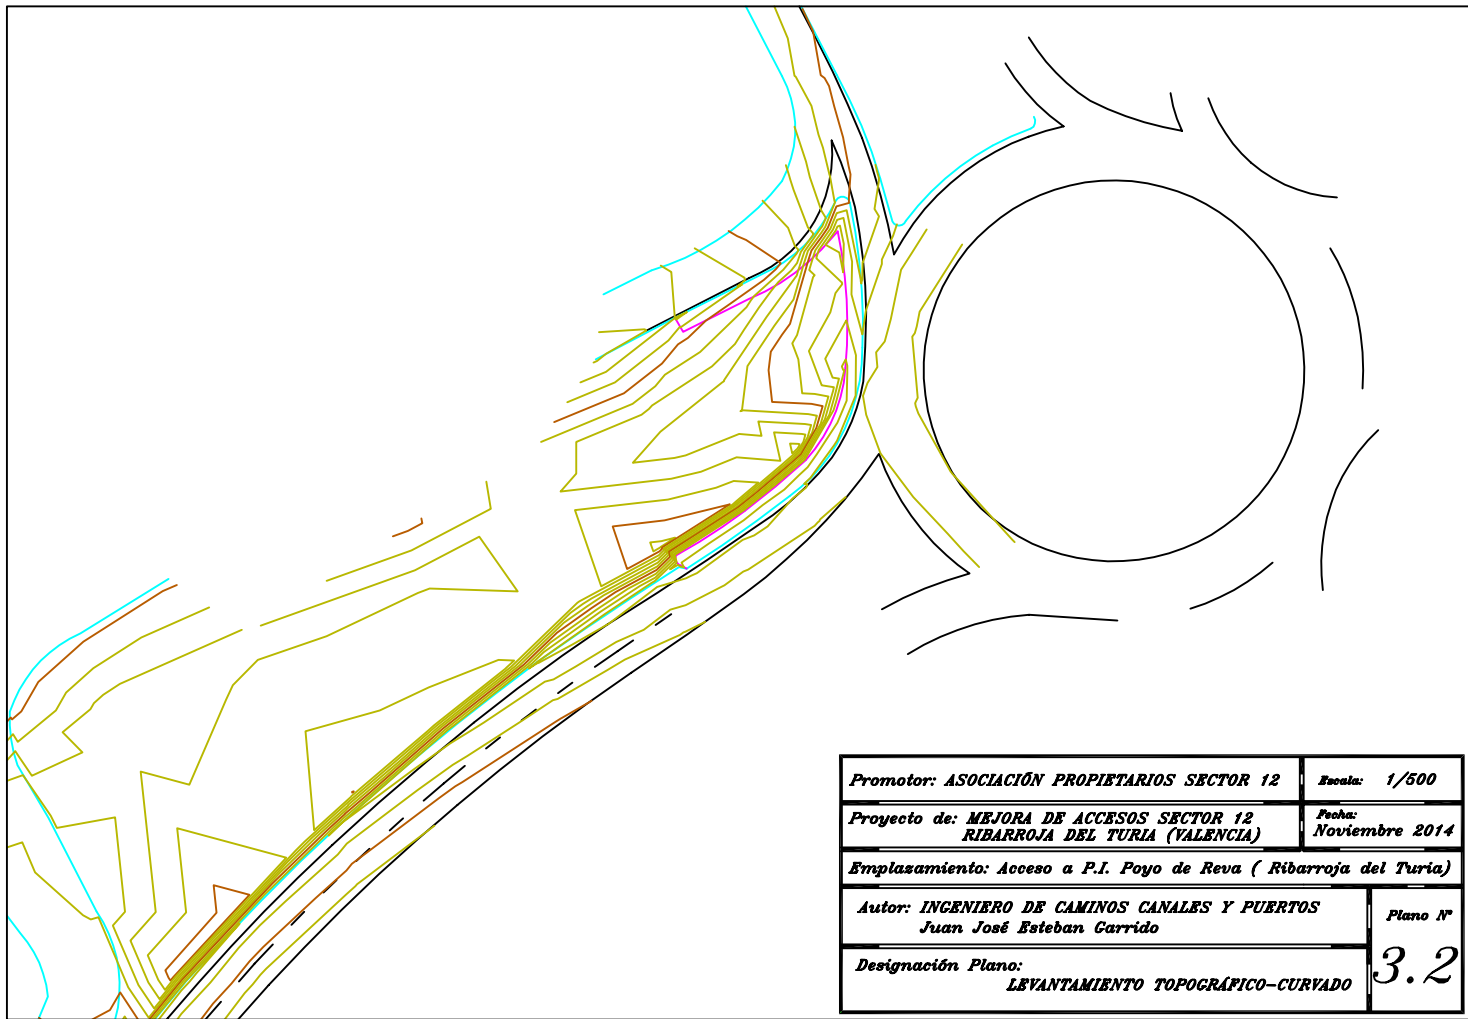 Promotor: ASOCIACIÓN PROPIETARIOS SECTOR 12
Escala: 1/500
Proyecto de: MEJORA DE ACCESOS SECTOR 12
RIBARROJA DEL TURIA (VALENCIA)
Fecha:
Noviembre 2014
Emplazamiento: Acceso a P.I. Poyo de Reva ( Ribarroja del Turia)
Autor: INGENIERO DE CAMINOS CANALES Y PUERTOS
Juan José Esteban Garrido
Plano Nº
3.2
Designación Plano:
LEVANTAMIENTO TOPOGRÁFICO-CURVADO